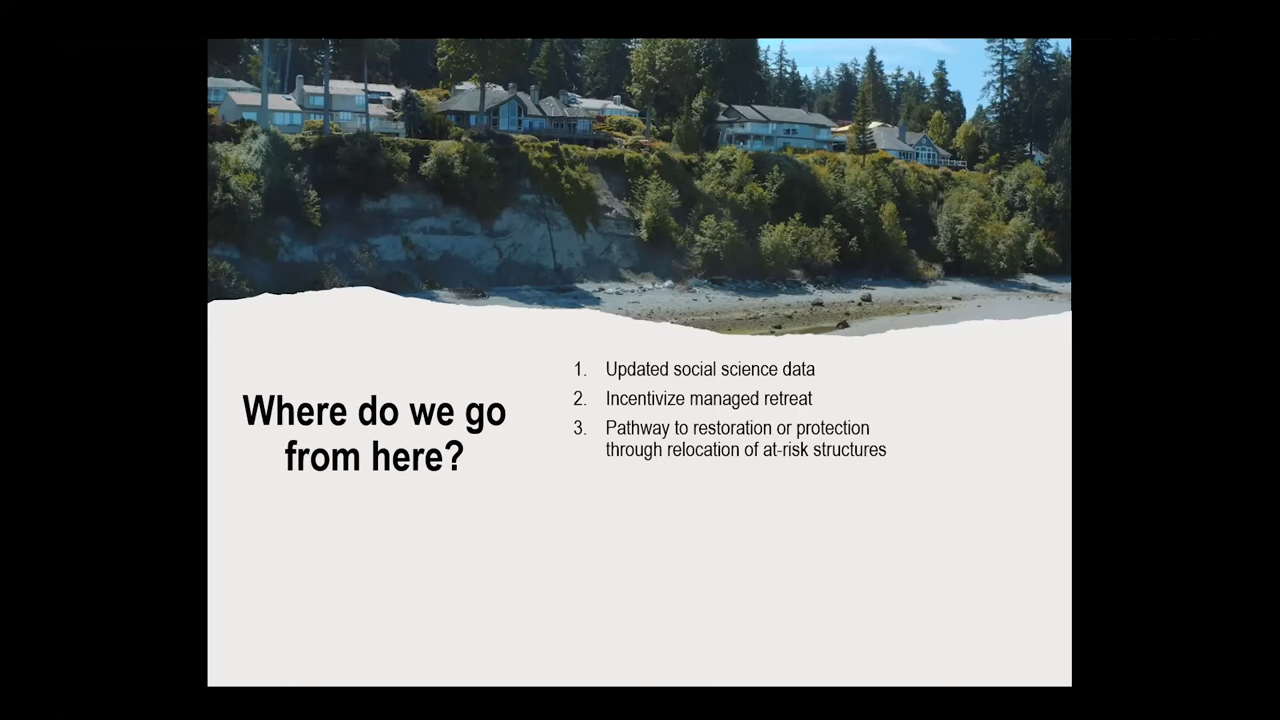 Where do we go
from here?
1. Updated social science data
2. Incentivize managed retreat
3. Pathway to restoration or protection
through relocation of at-risk structures